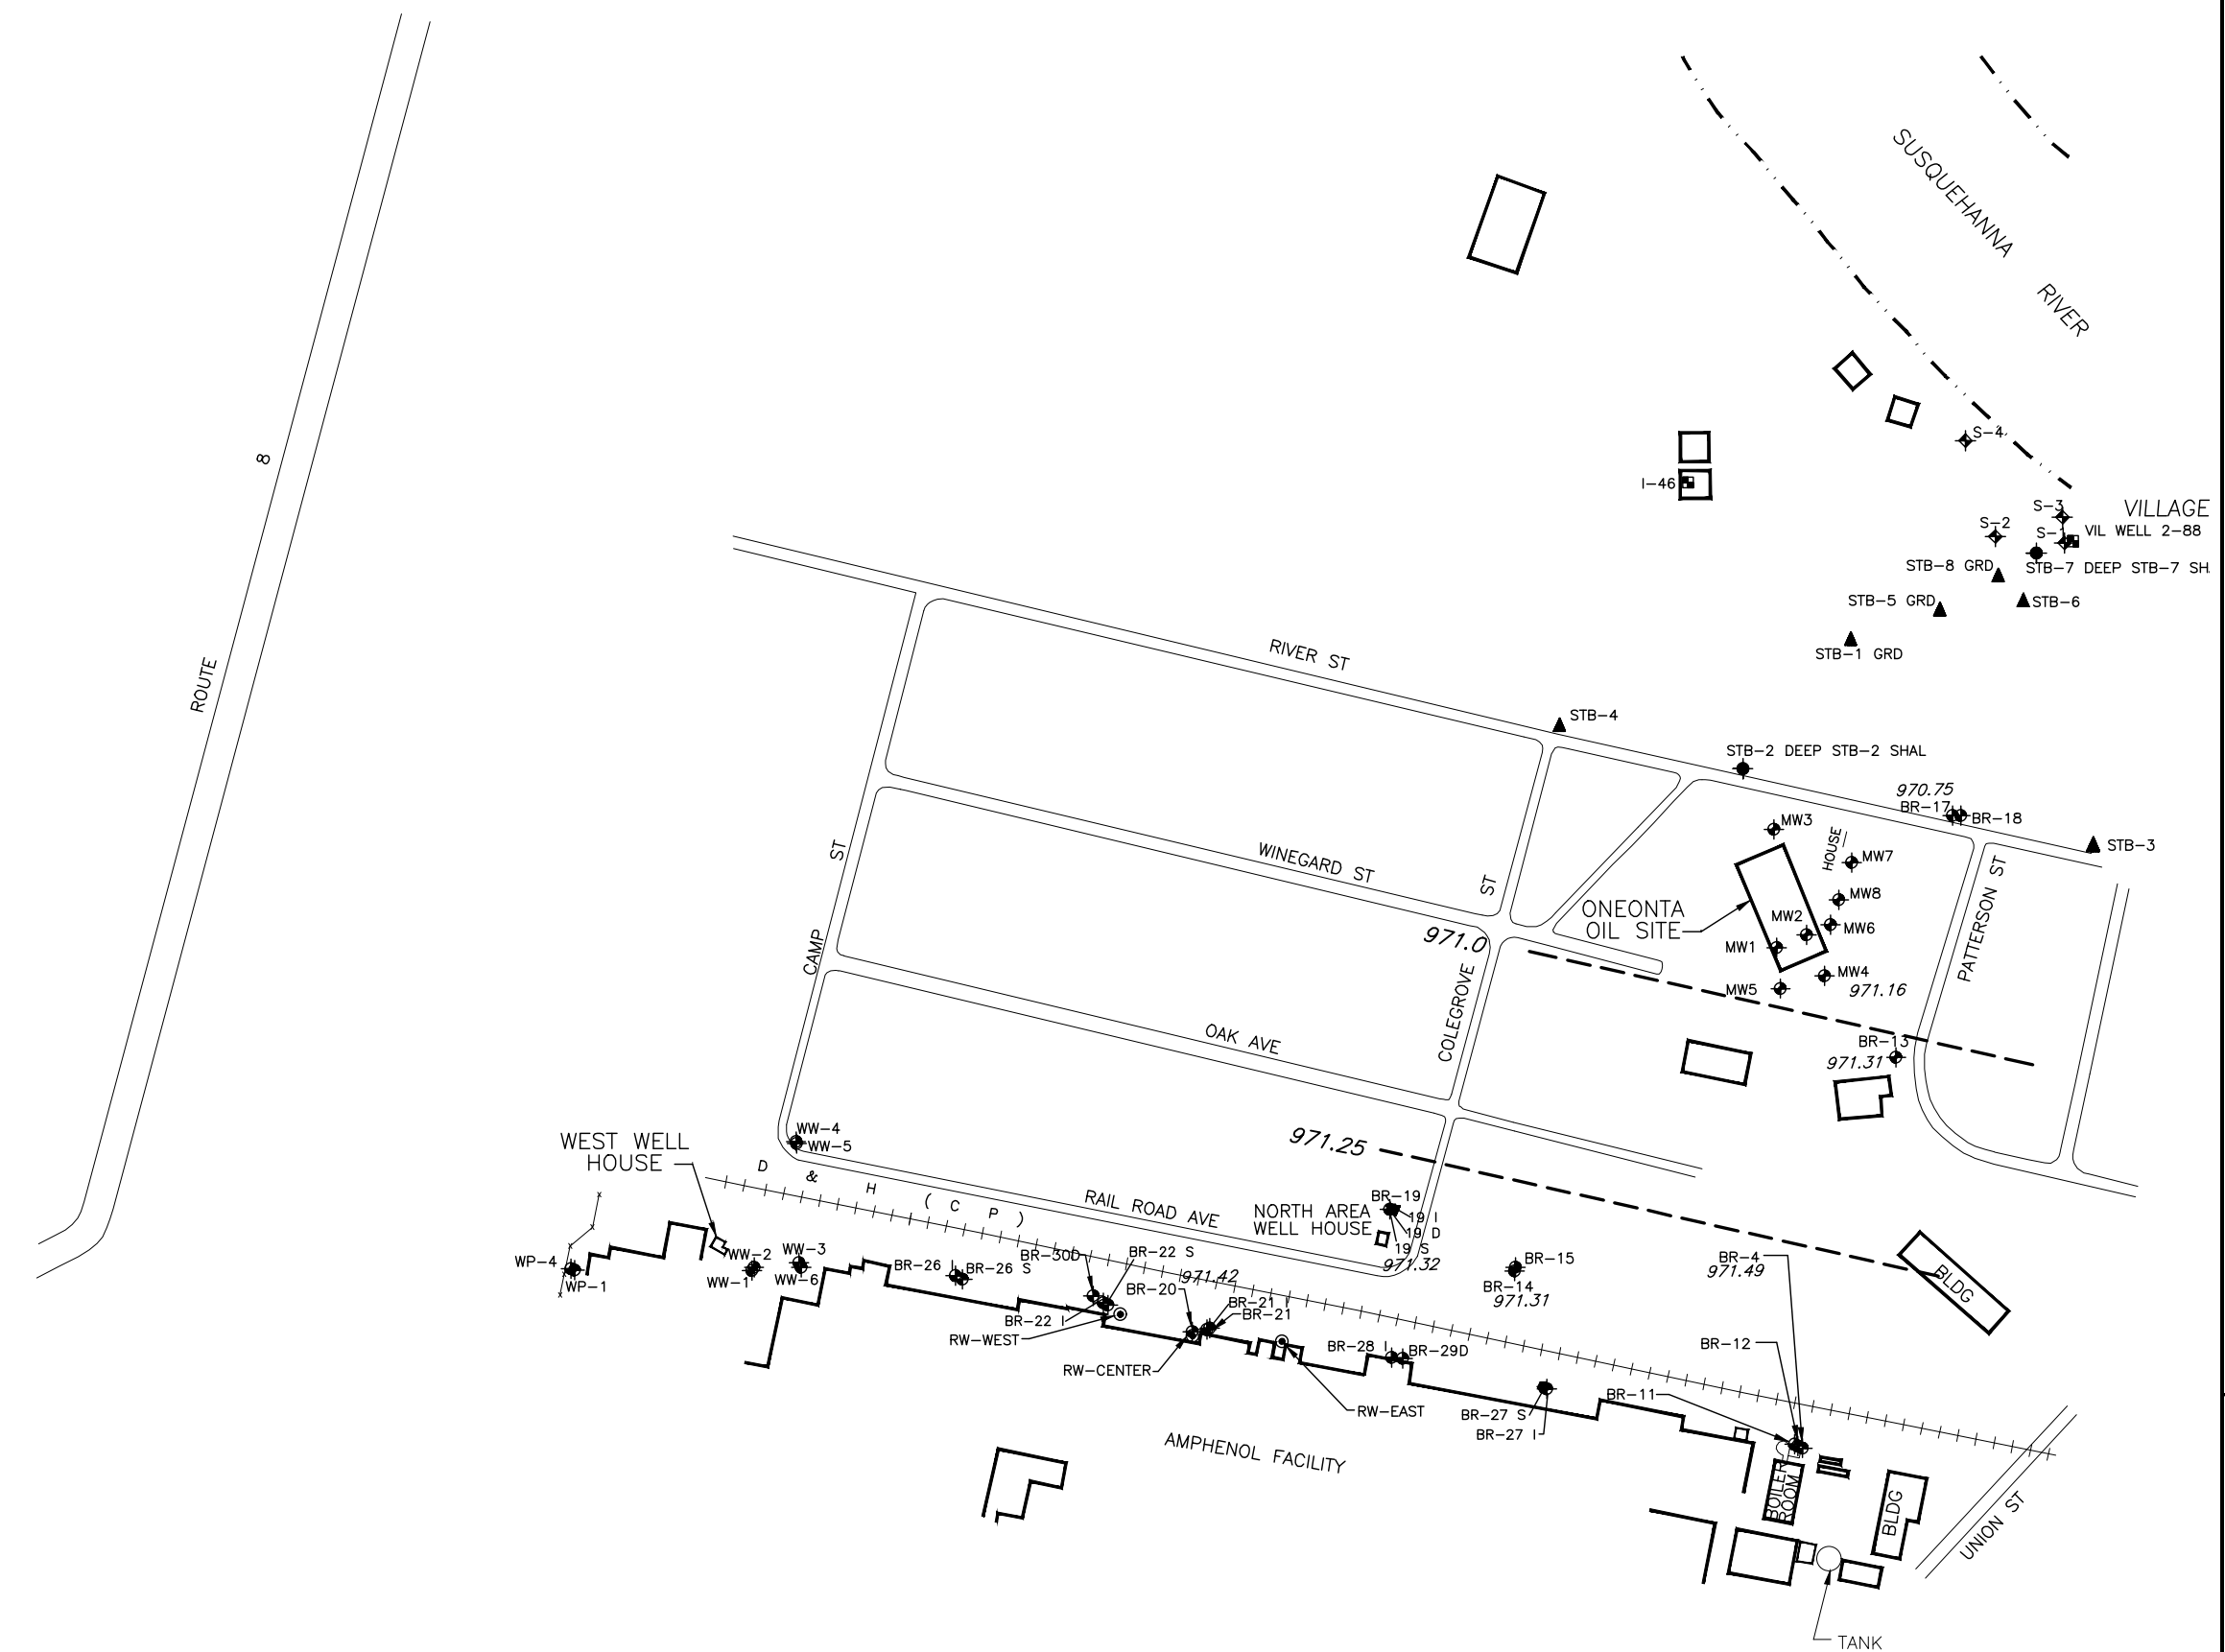 SUSQUEHANNA
RIVER
8
ROUTE
S-4
I-46
S-3
VILLAGE
S-2
S-1
VIL WELL 2-88
STB-8 GRD
STB-7 DEEP STB-7 SH
STB-5 GRD
STB-6
STB-1 GRD
RIVER ST
STB-4
STB-2 DEEP STB-2 SHAL
970.75
BR-17
BR-18
MW3
HOUSE
STB-3
CAMP ST
WINEGARD ST
COLEGROVE ST
MW7
PATTERSON ST
MW8
ONEONTA
OIL SITE
MW2
MW6
971.0
MW1
MW4
MW5
971.16
OAK AVE
BR-13
971.31
WW-4
WW-5
WEST WELL
HOUSE
971.25
D & H (CP)
RAIL ROAD AVE
BR-19
NORTH AREA
WELL HOUSE
19 I
19 D
19 S
971.32
WP-4
WP-1
WW-2
WW-1
WW-3
WW-6
BR-26 I
BR-26 S
BR-30D
BR-22 S
971.42
BR-20
BR-15
BR-14
971.31
BR-4
971.49
BLDG
BR-22 I
BR-21 I
BR-21
RW-WEST
RW-CENTER
BR-28 I
BR-29D
BR-12
RW-EAST
BR-27 S
BR-27 I
BR-11
AMPHENOL FACILITY
BOILER
ROOM
BLDG
UNION ST
TANK